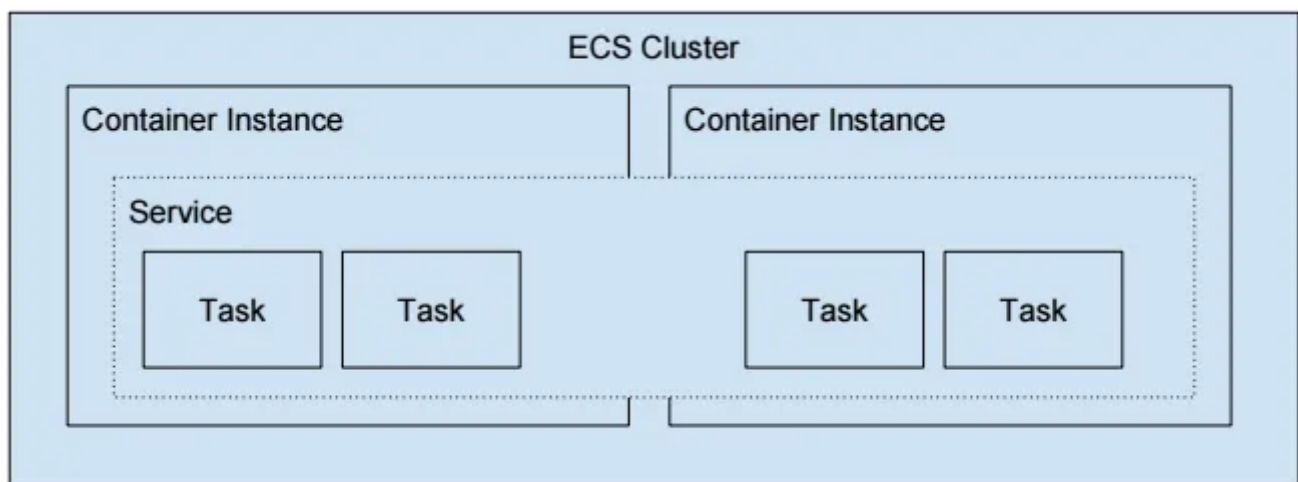 ECS Cluster
Container Instance
Container Instance
Service
Task
Task
Task
Task